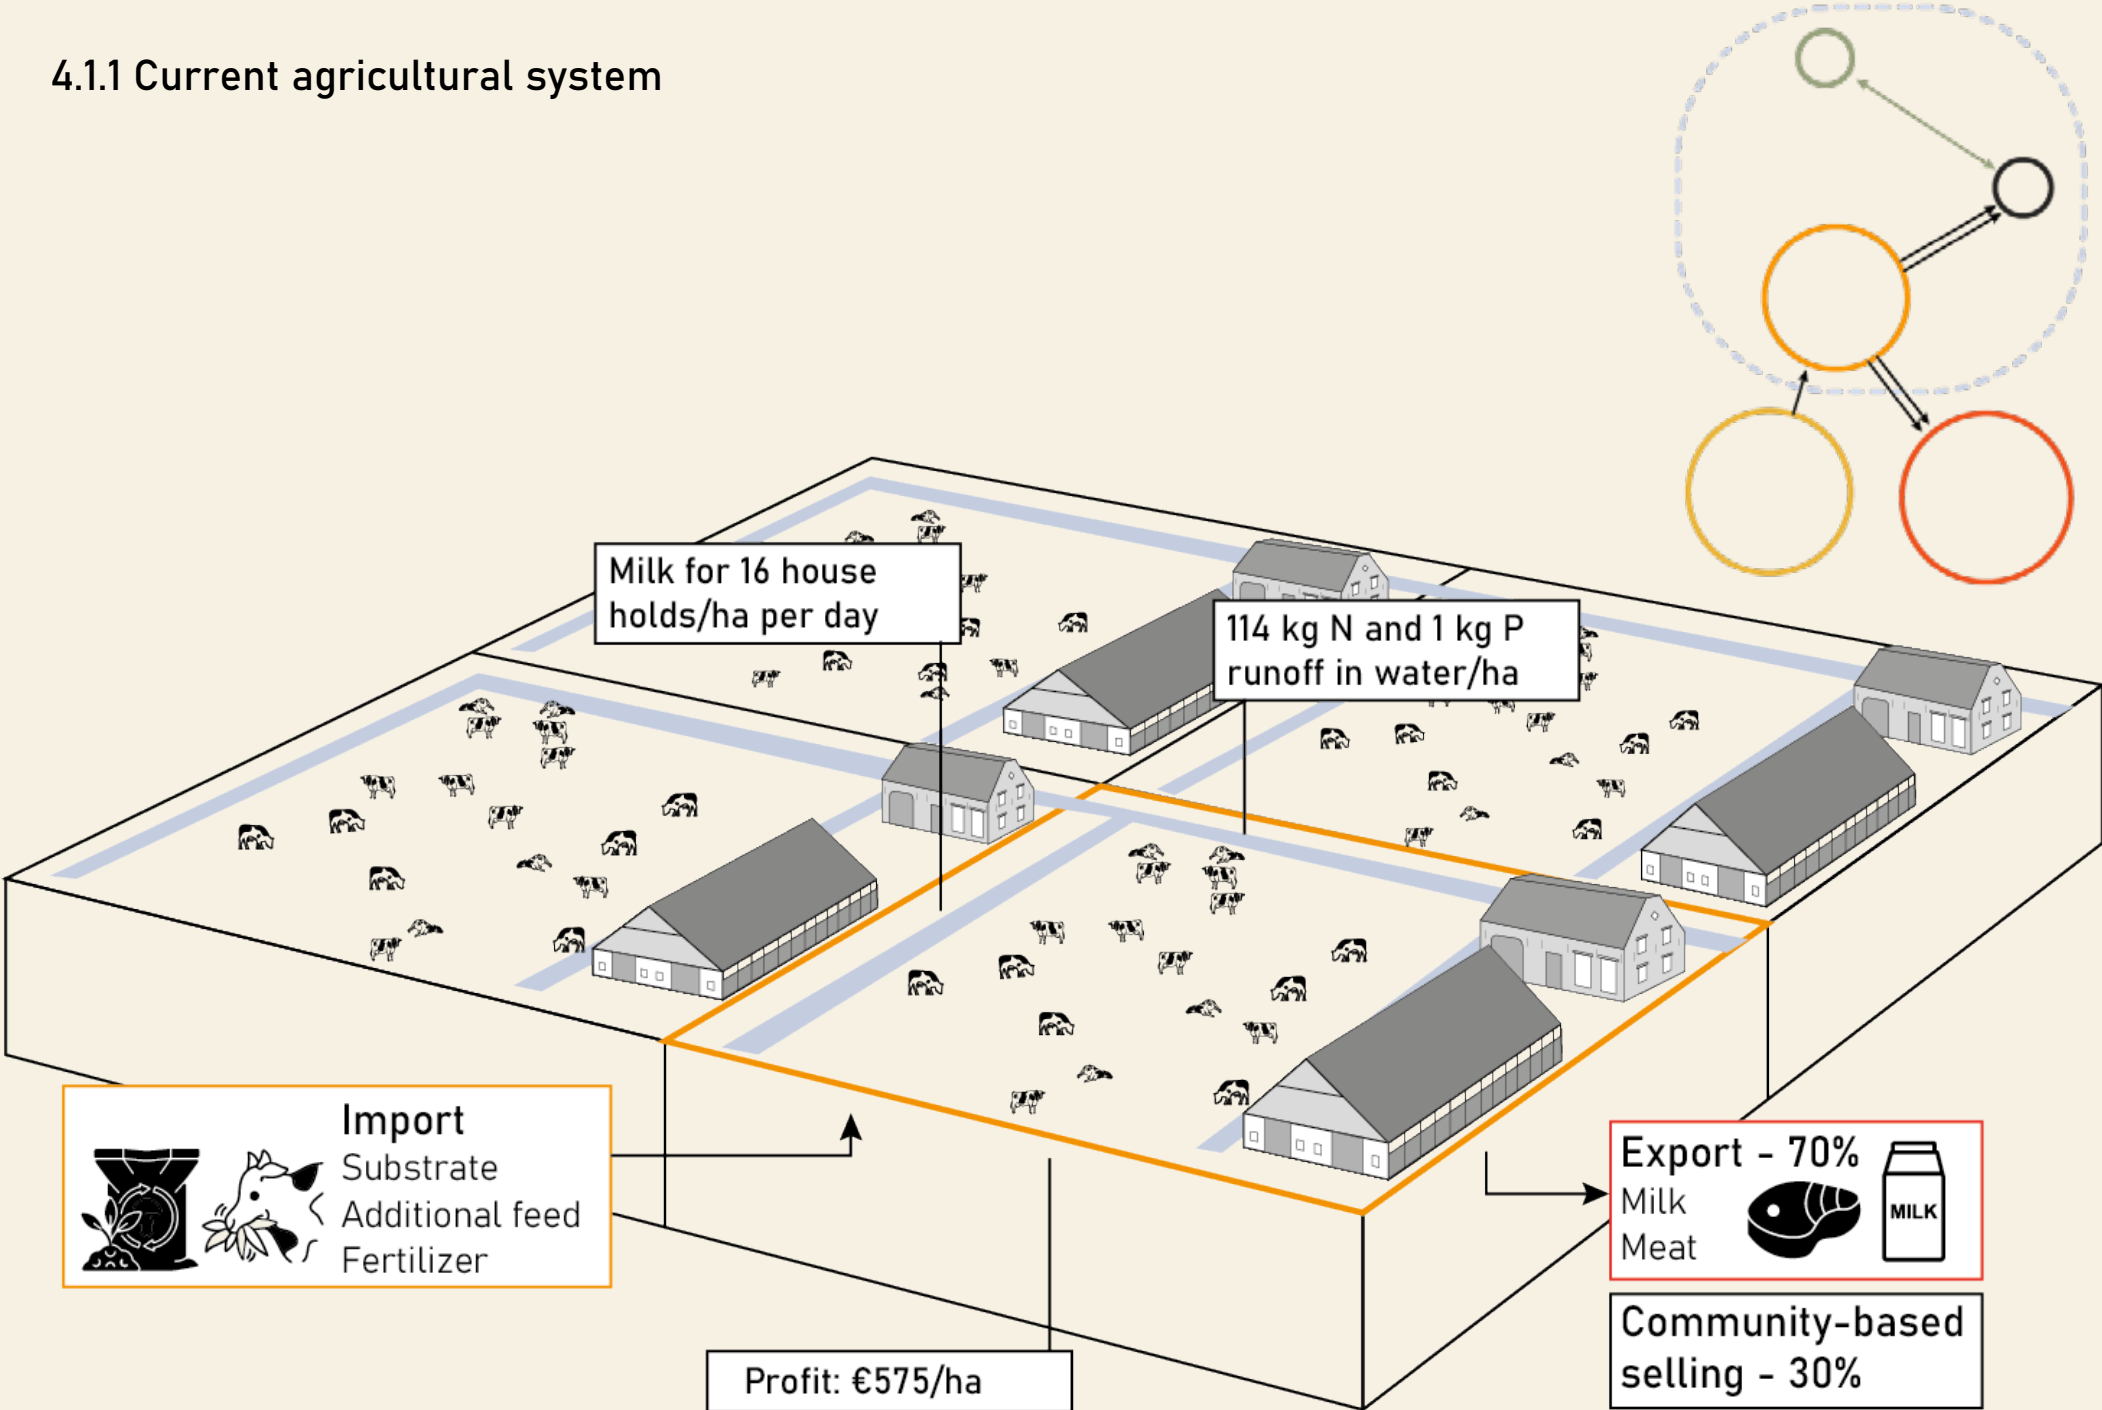 4.1.1 Current agricultural system
Milk for 16 house
holds/ha per day
114 kg N and 1 kg P
runoff in water/ha
Import
Substrate
Additional feed
Fertilizer
Export - 70%
Milk
Meat
MILK
Community-based
selling - 30%
Profit: €575/ha